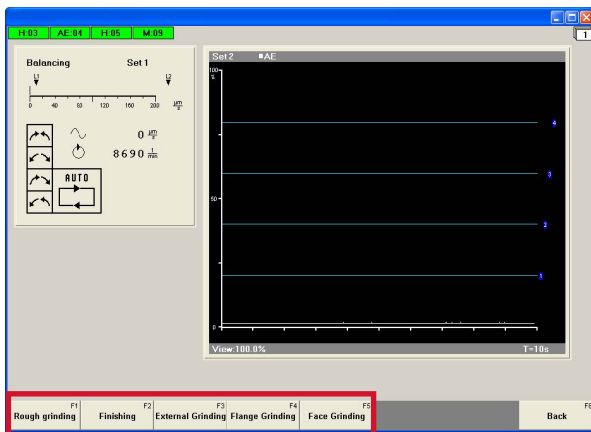 H:03 AE:04 H:05 M:09
1
Balancing Set 1
L1 L2
0 40 80 120 160 200 µm/s
0 µm/s
8690 1/min
AUTO
Set 2 AE
100
%
4
3
50
2
1
0
View:100.0% T=10s
F1 F2 F3 F4 F5 F8
Rough grinding Finishing External Grinding Flange Grinding Face Grinding Back